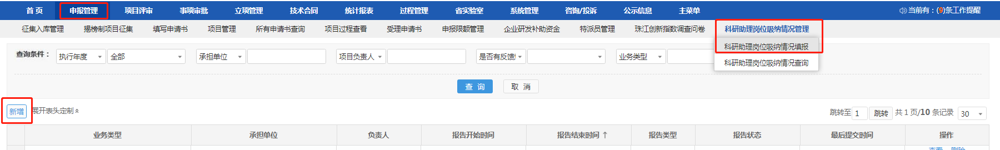 首 页 申报管理 项目评审 事项审批 立项管理 技术合同 统计报表 过程管理 省实验室 系统管理 咨询/投诉 公示信息 主菜单 当前有：(9)条工作提醒
征集入库管理 揭榜制项目征集 填写申请书 项目管理 所有申请书查询 项目过程查看 受理申请书 申报限额管理 企业研发补助资金 特派员管理 珠江创新指数调查问卷 科研助理岗位吸纳情况管理
科研助理岗位吸纳情况填报
科研助理岗位吸纳情况查询
查询条件： 执行年度 全部 承担单位 项目负责人 是否有反馈 业务类型
查 询 取 消
新增 展开表头定制 跳转至 1 跳转 共 1 页/10 条记录 30
业务类型 承担单位 负责人 报告开始时间 报告结束时间 报告类型 报告状态 最后提交时间 操作
查看 删除